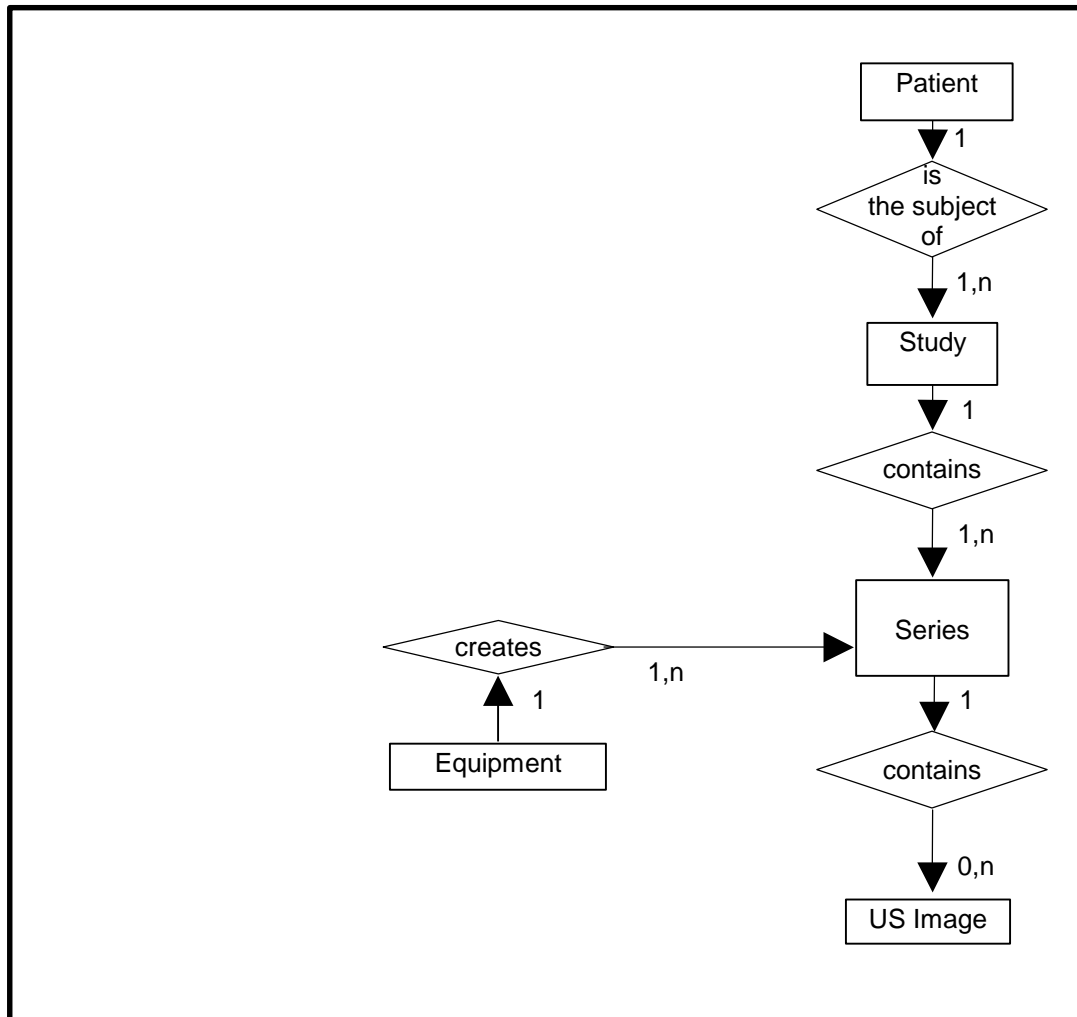 Patient
1
is
the subject
of
1,n
Study
1
contains
1,n
Series
creates
1,n
1
1
Equipment
contains
0,n
US Image